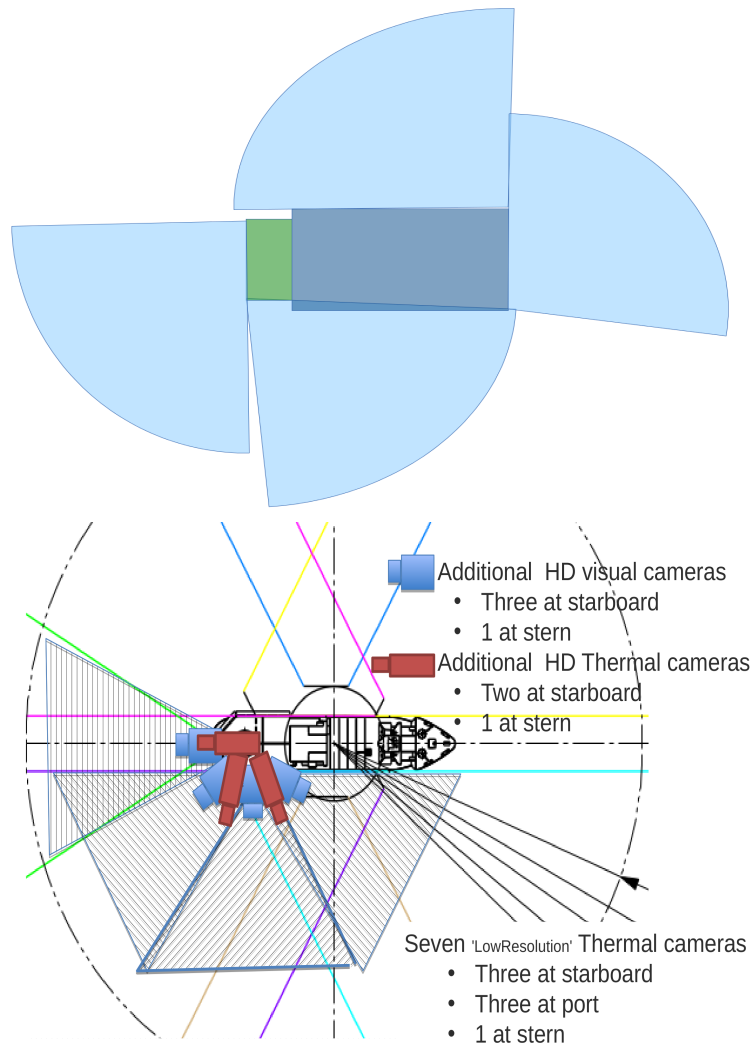 Additional HD visual cameras
• Three at starboard
• 1 at stern
Additional HD Thermal cameras
• Two at starboard
• 1 at stern
Seven 'LowResolution' Thermal cameras
• Three at starboard
• Three at port
• 1 at stern